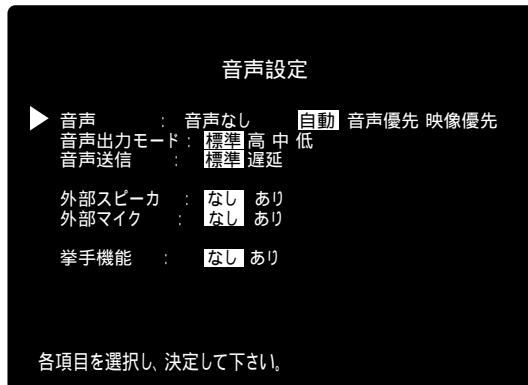 音声設定
音声 : 音声なし 自動 音声優先 映像優先
音声出力モード : 標準 高 中 低
音声送信 : 標準 遅延
外部スピーカ : なし あり
外部マイク : なし あり
挙手機能 : なし あり
各項目を選択し、決定して下さい。